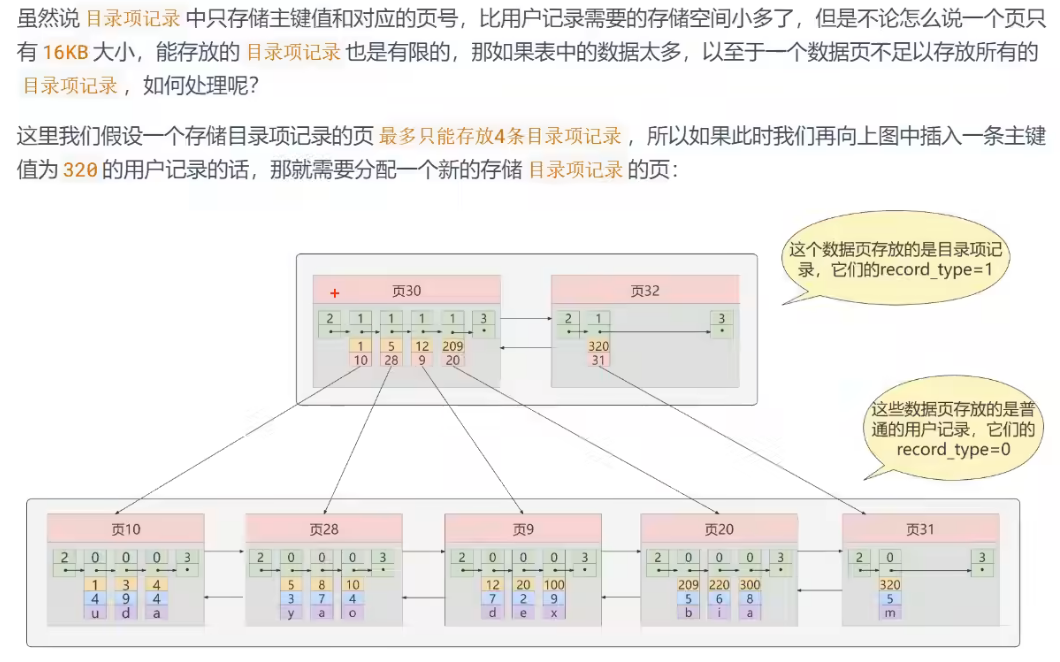 虽然说 目录项记录 中只存储主键值和对应的页号，比用户记录需要的存储空间小多了，但是不论怎么说一个页只
有 16KB 大小，能存放的 目录项记录 也是有限的，那如果表中的数据太多，以至于一个数据页不足以存放所有的
目录项记录 ，如何处理呢？
这里我们假设一个存储目录项记录的页 最多只能存放4条目录项记录 ，所以如果此时我们再向上图中插入一条主键
值为 320 的用户记录的话，那就需要分配一个新的存储 目录项记录 的页：
这个数据页存放的是目录项记
录，它们的record_type=1
页30 页32
2 1 1 1 1 3 2 1 3
1 5 12 209 320
10 28 9 20 31
这些数据页存放的是普
通的用户记录，它们的
record_type=0
页10 页28 页9 页20 页31
2 0 0 0 3 2 0 0 0 3 2 0 0 0 3 2 0 0 0 3 2 0 3
1 3 4 5 8 10 12 20 100 209 220 300 320
4 9 4 3 7 4 7 2 9 5 6 8 5
u d a y a o d e x b i a m